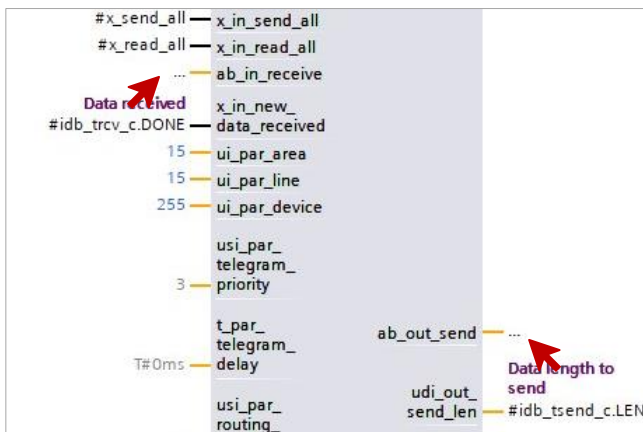 #x_send_all x_in_send_all
#x_read_all x_in_read_all
... ab_in_receive
Data received
#idb_trcv_c.DONE x_in_new_
data_received
15 ui_par_area
15 ui_par_line
255 ui_par_device
usi_par_
telegram_
3 priority
t_par_
telegram_
T#0ms delay
ab_out_send ...
Data length to
send
udi_out_
send_len #idb_tsend_c.LEN
usi_par_
routing_